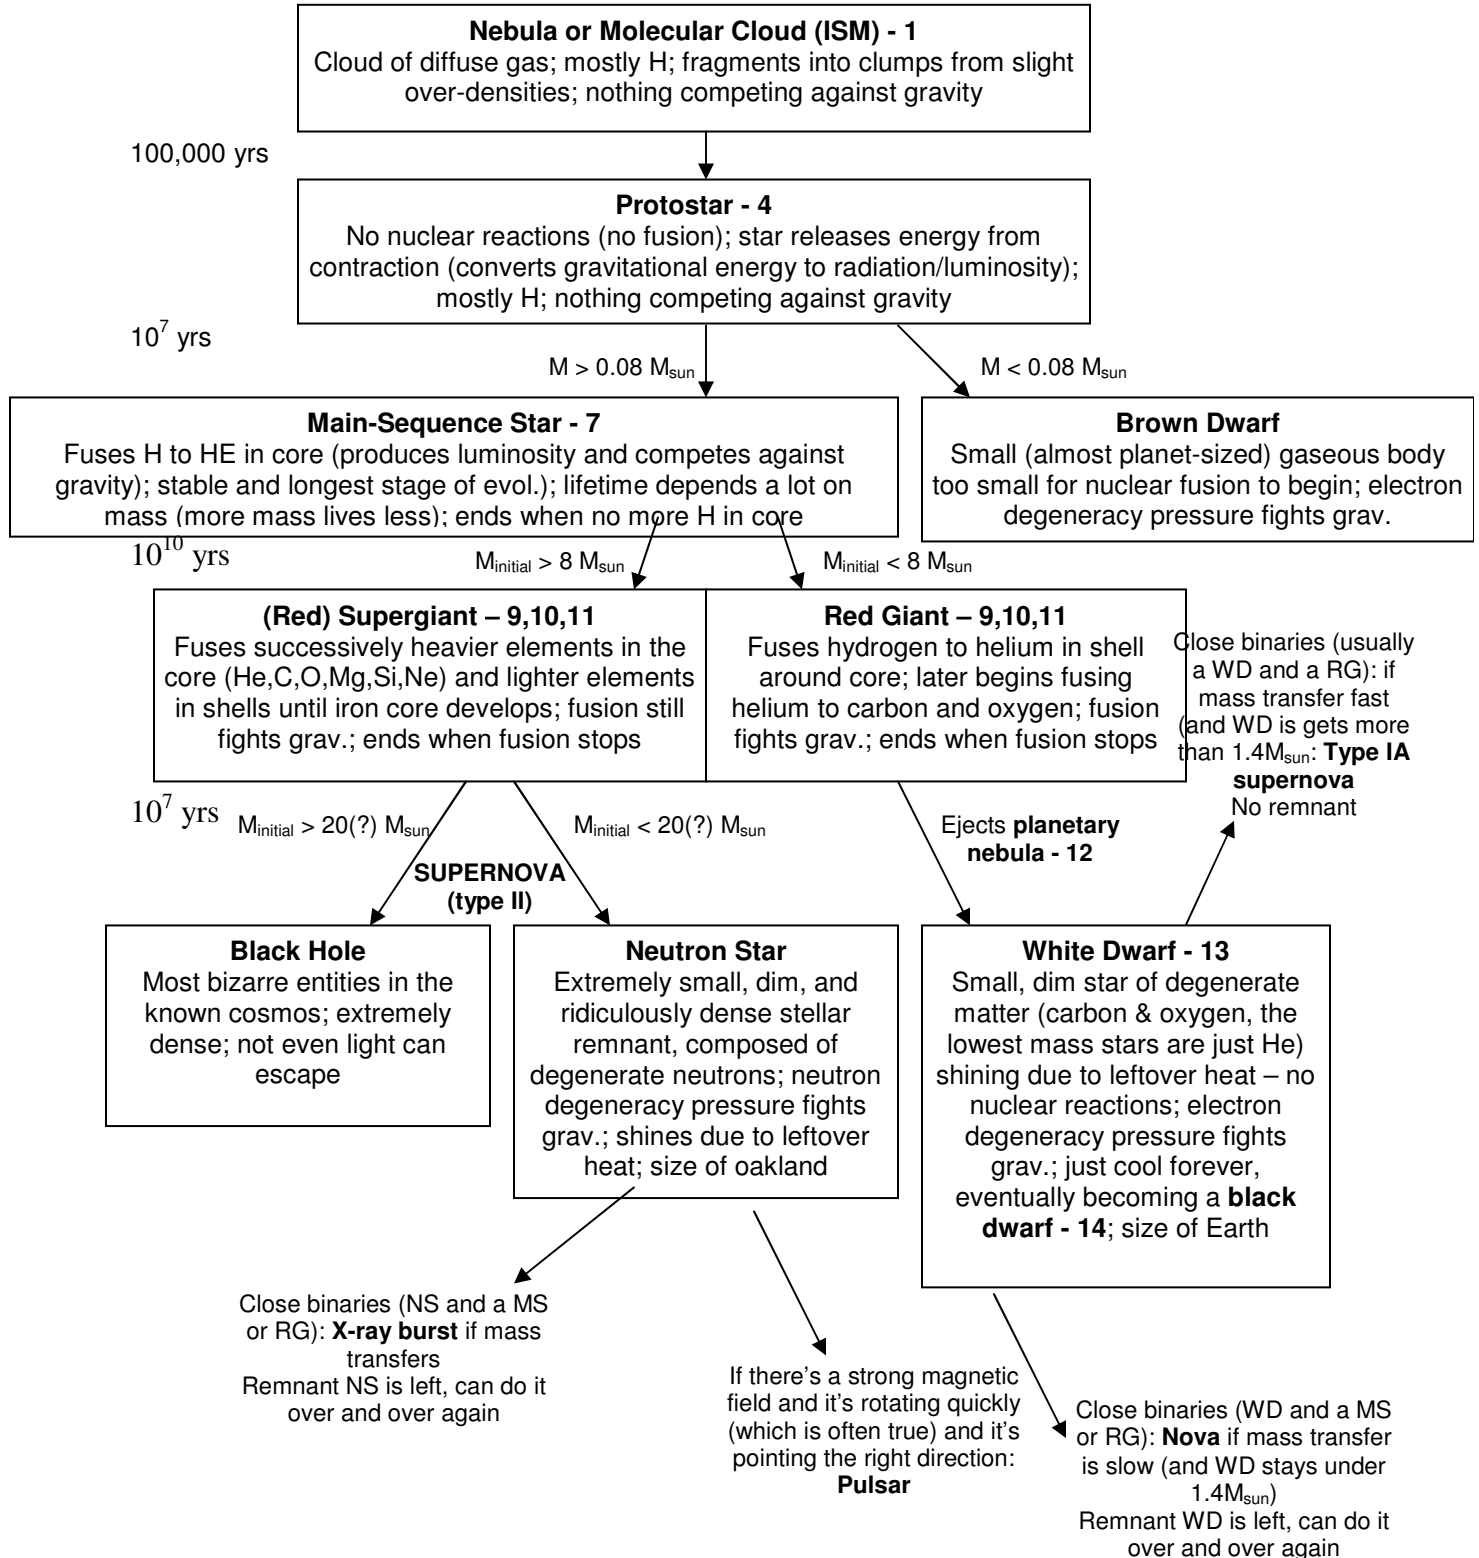 Nebula or Molecular Cloud (ISM) - 1
Cloud of diffuse gas; mostly H; fragments into clumps from slight
over-densities; nothing competing against gravity
100,000 yrs
Protostar - 4
No nuclear reactions (no fusion); star releases energy from
contraction (converts gravitational energy to radiation/luminosity);
mostly H; nothing competing against gravity
10^7 yrs
M > 0.08 M_sun
M < 0.08 M_sun
Main-Sequence Star - 7
Fuses H to HE in core (produces luminosity and competes against
gravity); stable and longest stage of evol.); lifetime depends a lot on
mass (more mass lives less); ends when no more H in core
Brown Dwarf
Small (almost planet-sized) gaseous body
too small for nuclear fusion to begin; electron
degeneracy pressure fights grav.
10^10 yrs
M_initial > 8 M_sun
M_initial < 8 M_sun
(Red) Supergiant – 9,10,11
Fuses successively heavier elements in the
core (He,C,O,Mg,Si,Ne) and lighter elements
in shells until iron core develops; fusion still
fights grav.; ends when fusion stops
Red Giant – 9,10,11
Fuses hydrogen to helium in shell
around core; later begins fusing
helium to carbon and oxygen; fusion
fights grav.; ends when fusion stops
Close binaries (usually
a WD and a RG): if
mass transfer fast
(and WD is gets more
than 1.4M_sun: Type IA
supernova
No remnant
10^7 yrs
M_initial > 20(?) M_sun
M_initial < 20(?) M_sun
SUPERNOVA
(type II)
Ejects planetary
nebula - 12
Black Hole
Most bizarre entities in the
known cosmos; extremely
dense; not even light can
escape
Neutron Star
Extremely small, dim, and
ridiculously dense stellar
remnant, composed of
degenerate neutrons; neutron
degeneracy pressure fights
grav.; shines due to leftover
heat; size of oakland
White Dwarf - 13
Small, dim star of degenerate
matter (carbon & oxygen, the
lowest mass stars are just He)
shining due to leftover heat – no
nuclear reactions; electron
degeneracy pressure fights
grav.; just cool forever,
eventually becoming a black
dwarf - 14; size of Earth
Close binaries (NS and a MS
or RG): X-ray burst if mass
transfers
Remnant NS is left, can do it
over and over again
If there's a strong magnetic
field and it's rotating quickly
(which is often true) and it's
pointing the right direction:
Pulsar
Close binaries (WD and a MS
or RG): Nova if mass transfer
is slow (and WD stays under
1.4M_sun)
Remnant WD is left, can do it
over and over again